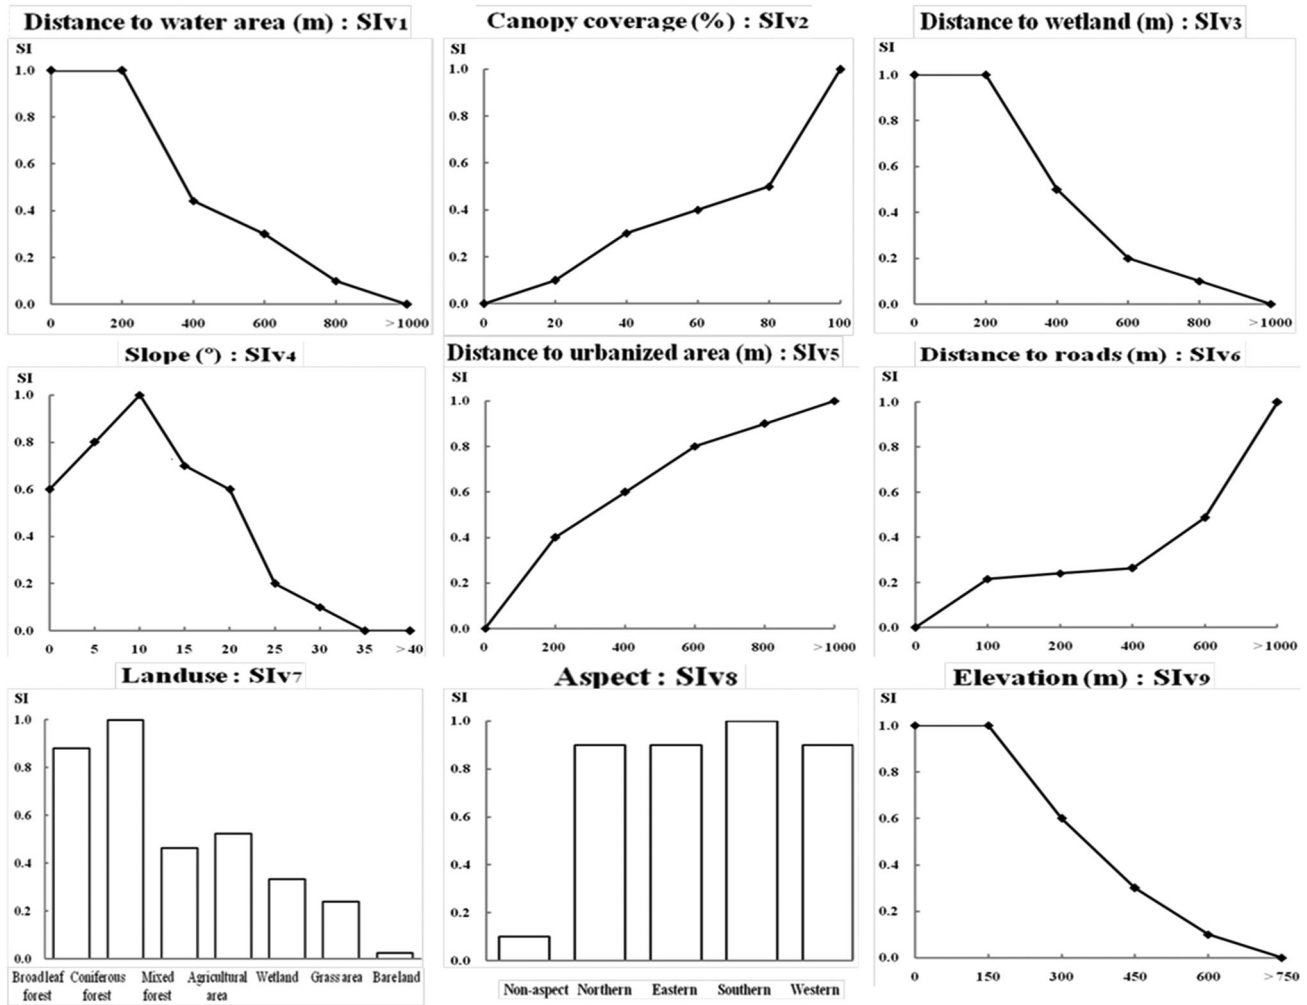 Distance to water area (m) : SIv1
SI
1.0
0.8
0.6
0.4
0.2
0.0
0 200 400 600 800 >1000
Canopy coverage (%) : SIv2
SI
1.0
0.8
0.6
0.4
0.2
0.0
0 20 40 60 80 100
Distance to wetland (m) : SIv3
SI
1.0
0.8
0.6
0.4
0.2
0.0
0 200 400 600 800 >1000
Slope (°) : SIv4
SI
1.0
0.8
0.6
0.4
0.2
0.0
0 5 10 15 20 25 30 35 >40
Distance to urbanized area (m) : SIv5
SI
1.0
0.8
0.6
0.4
0.2
0.0
0 200 400 600 800 >1000
Distance to roads (m) : SIv6
SI
1.0
0.8
0.6
0.4
0.2
0.0
0 100 200 400 600 >1000
Landuse : SIv7
SI
1.0
0.8
0.6
0.4
0.2
0.0
Broad leaf Coniferous Mixed Agricultural Wetland Grass area Bare land
forest forest forest area
Aspect : SIv8
SI
1.0
0.8
0.6
0.4
0.2
0.0
Non-aspect Northern Eastern Southern Western
Elevation (m) : SIv9
SI
1.0
0.8
0.6
0.4
0.2
0.0
0 150 300 450 600 >750